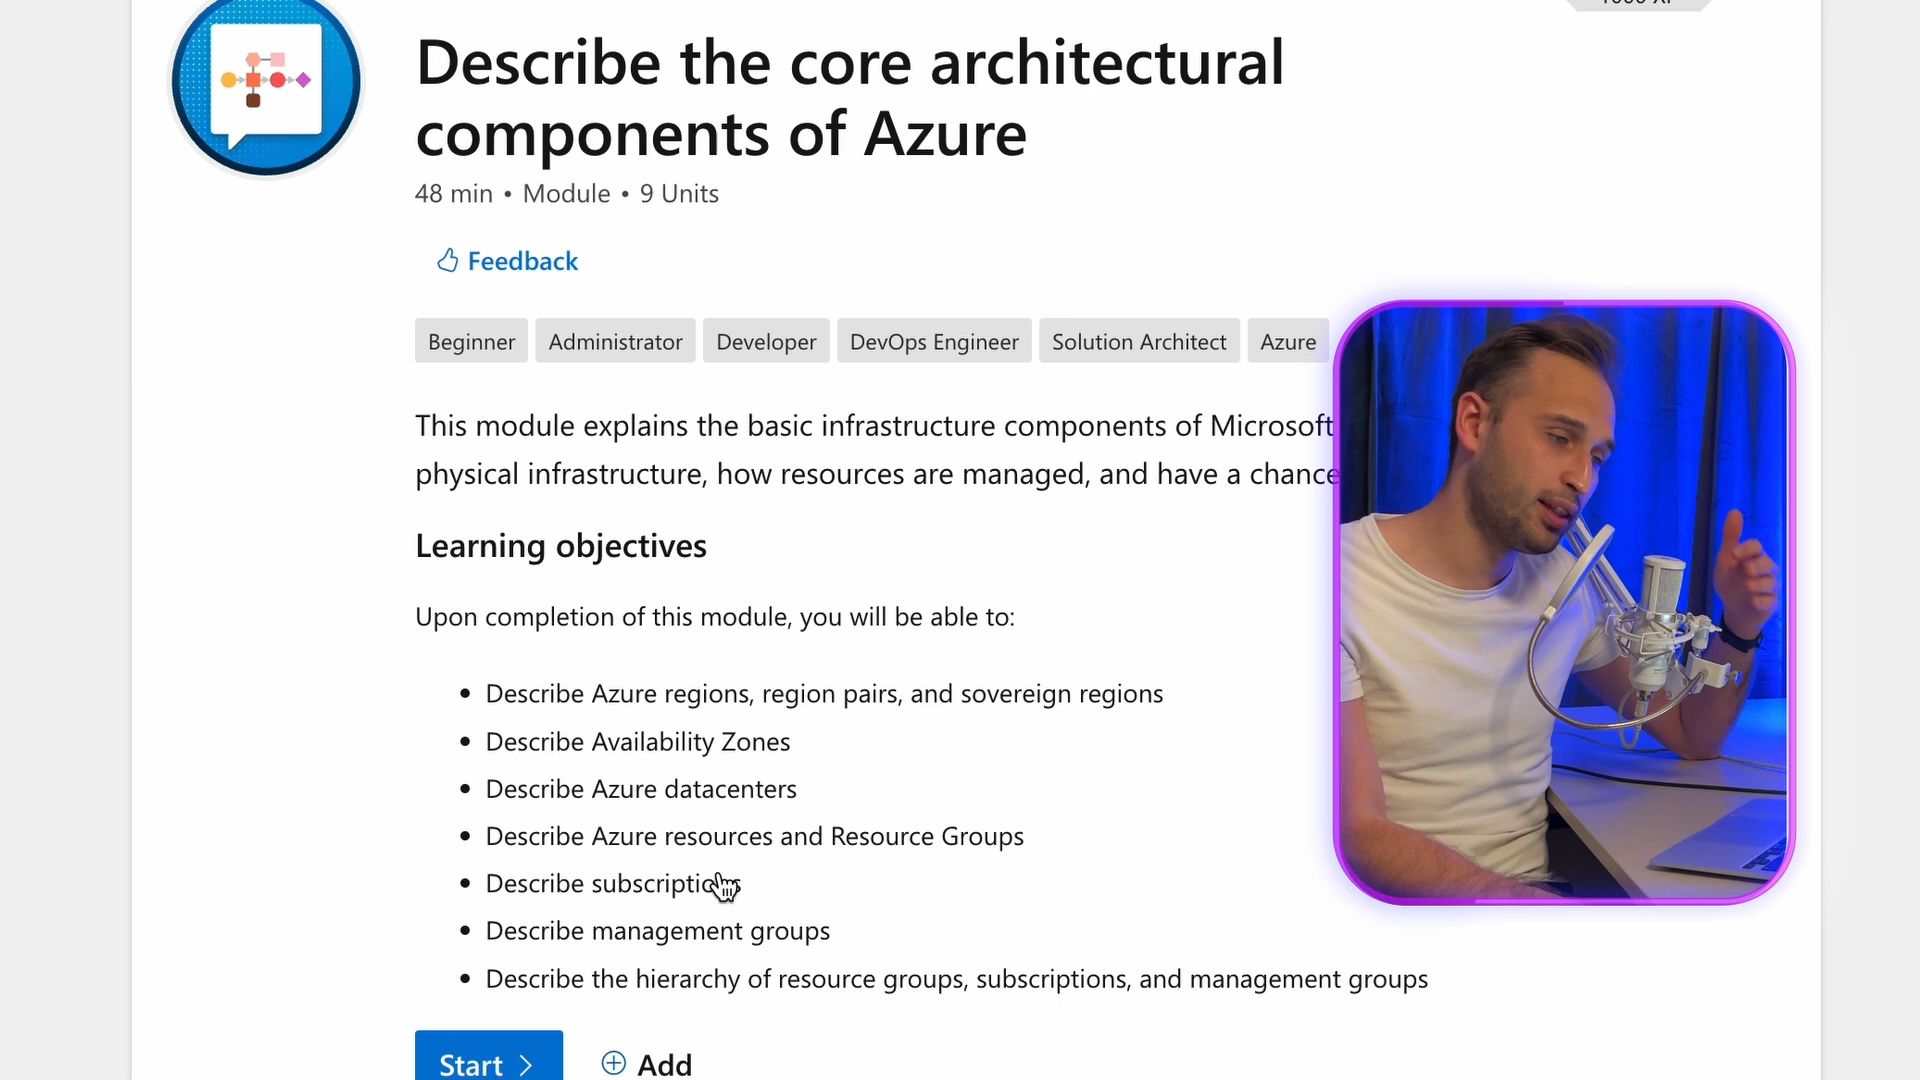 Describe the core architectural
components of Azure
48 min • Module • 9 Units
Feedback
Beginner
Administrator
Developer
DevOps Engineer
Solution Architect
Azure
This module explains the basic infrastructure components of Microsoft
physical infrastructure, how resources are managed, and have a chance
Learning objectives
Upon completion of this module, you will be able to:
• Describe Azure regions, region pairs, and sovereign regions
• Describe Availability Zones
• Describe Azure datacenters
• Describe Azure resources and Resource Groups
• Describe subscriptions
• Describe management groups
• Describe the hierarchy of resource groups, subscriptions, and management groups
Start
Add